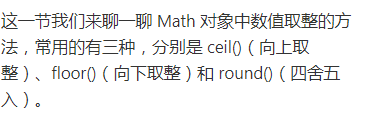 这一节我们来聊一聊 Math 对象中数值取整的方
法，常用的有三种，分别是 ceil()（向上取
整）、floor()（向下取整）和 round()（四舍五
入）。